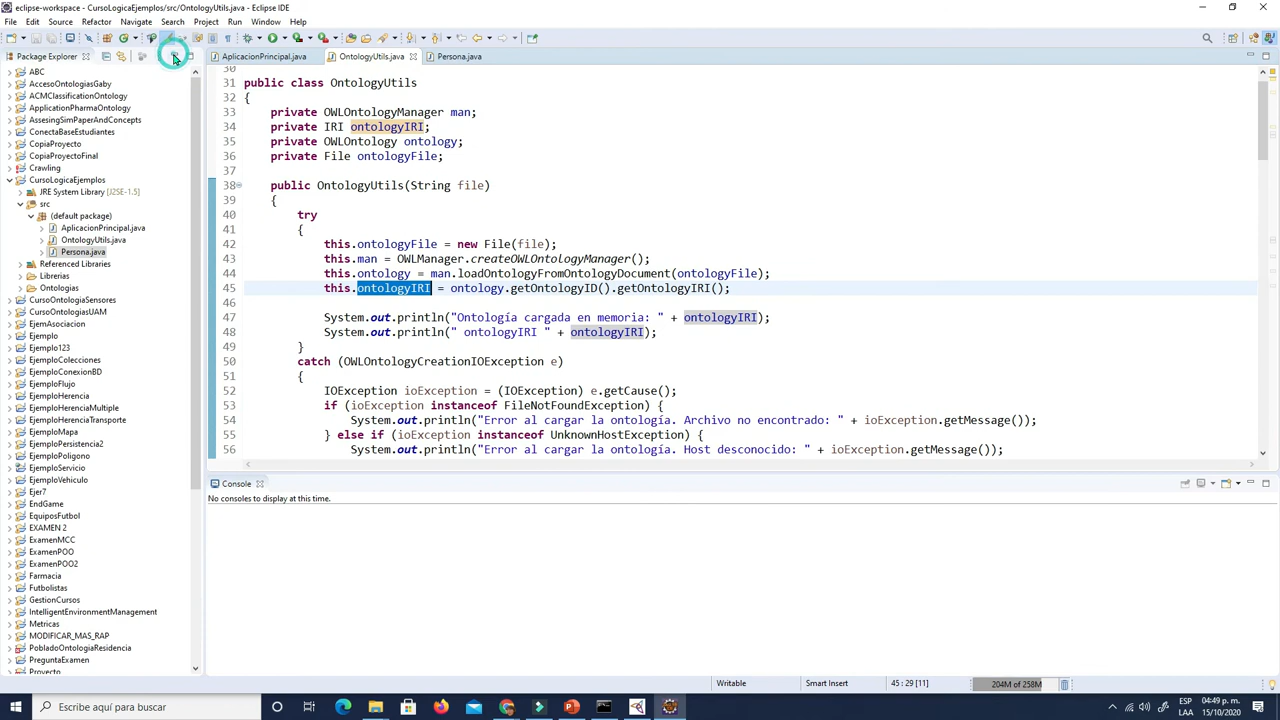 eclipse-workspace - CursoLogicaEjemplos/src/OntologyUtils.java - Eclipse IDE
File Edit Source Refactor Navigate Search Project Run Window Help
Package Explorer
ABC
AccesoOntologiasGaby
ACMClassificationOntology
ApplicationPharmaOntology
AssesingSimPaperAndConcepts
ConectaBaseEstudiantes
CopiaProyecto
CopiaProyectoFinal
Crawling
CursoLogicaEjemplos
JRE System Library [J2SE-1.5]
src
(default package)
AplicacionPrincipal.java
OntologyUtils.java
Persona.java
Referenced Libraries
Librerias
Ontologias
CursoOntologiaSensores
CursoOntologiaUAM
EjemAsociacion
Ejemplo
Ejemplo123
EjemploColecciones
EjemploConexionBD
EjemploFlujo
EjemploHerencia
EjemploHerenciaMultiple
EjemploHerenciaTransporte
EjemploMapa
EjemploPersistencia2
EjemploPoligono
EjemploServicio
EjemploVehiculo
Ejer7
EndGame
EquiposFutbol
EXAMEN 2
ExamenMCC
ExamenPOO
ExamenPOO2
Farmacia
Futbolistas
GestionCursos
IntelligentEnvironmentManagement
Metricas
MODIFICAR_MAS_RAP
PobladoOntologiaResidencia
PreguntaExamen
Proyecto
AplicacionPrincipal.java OntologyUtils.java Persona.java
30
31 public class OntologyUtils
32 {
33 private OWLOntologyManager man;
34 private IRI ontologyIRI;
35 private OWLOntology ontology;
36 private File ontologyFile;
37
38 public OntologyUtils(String file)
39 {
40 try
41 {
42 this.ontologyFile = new File(file);
43 this.man = OWLManager.createOWLOntologyManager();
44 this.ontology = man.loadOntologyFromOntologyDocument(ontologyFile);
45 this.ontologyIRI = ontology.getOntologyID().getOntologyIRI();
46
47 System.out.println("Ontología cargada en memoria: " + ontologyIRI);
48 System.out.println(" ontologyIRI " + ontologyIRI);
49 }
50 catch (OWLOntologyCreationIOException e)
51 {
52 IOException ioException = (IOException) e.getCause();
53 if (ioException instanceof FileNotFoundException) {
54 System.out.println("Error al cargar la ontología. Archivo no encontrado: " + ioException.getMessage());
55 } else if (ioException instanceof UnknownHostException) {
56 System.out.println("Error al cargar la ontología. Host desconocido: " + ioException.getMessage());
Console
No consoles to display at this time.
Writable Smart Insert 45 : 29 [11] 204M of 258M
Escribe aquí para buscar
ESP 04:49 p. m.
LAA 15/10/2020